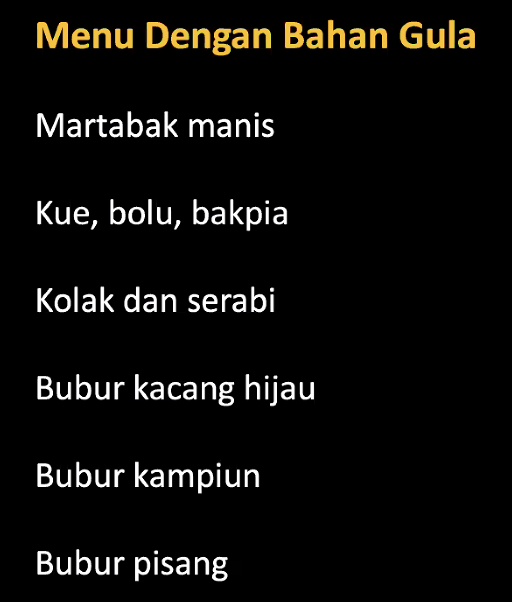 Menu Dengan Bahan Gula
Martabak manis
Kue, bolu, bakpia
Kolak dan serabi
Bubur kacang hijau
Bubur kampiun
Bubur pisang